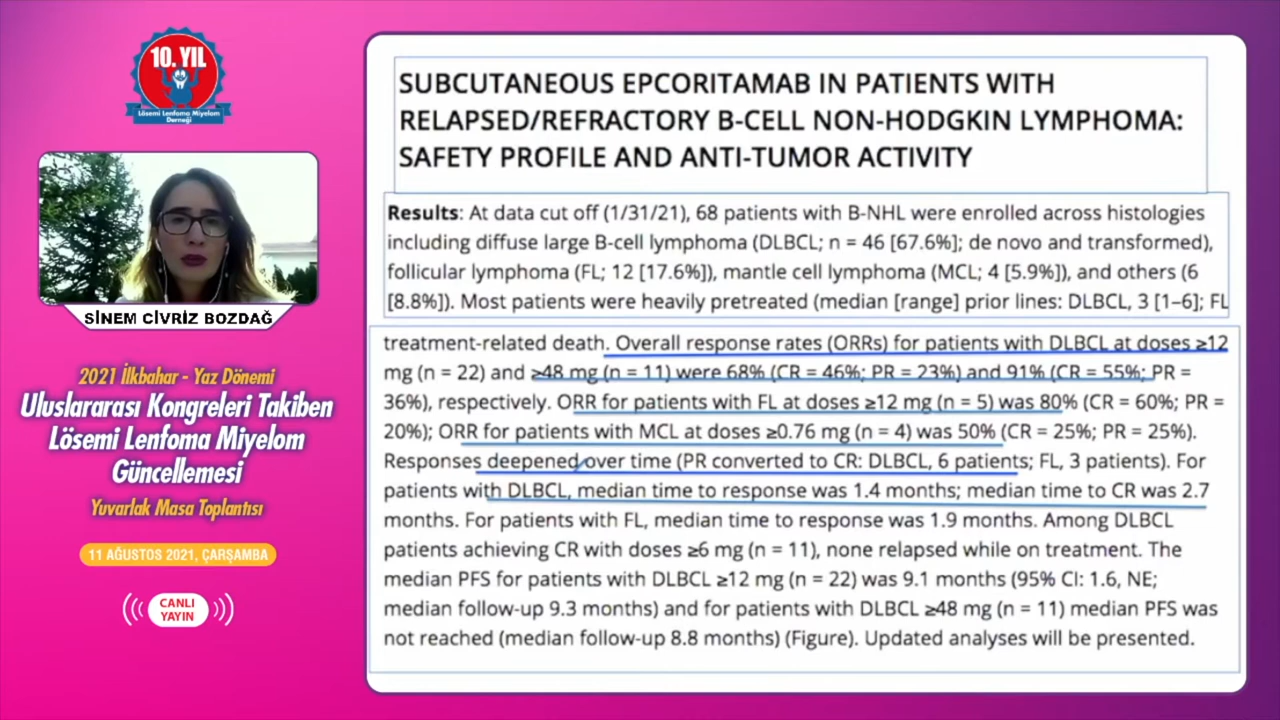 10. YIL
Lösemi Lenfoma Miyelom
Derneği
SİNEM CİVRİZ BOZDAĞ
2021 İlkbahar - Yaz Dönemi
Uluslararası Kongreleri Takiben
Lösemi Lenfoma Miyelom
Güncellemesi
Yuvarlak Masa Toplantısı
11 AĞUSTOS 2021, ÇARŞAMBA
CANLI
YAYIN
SUBCUTANEOUS EPCORITAMAB IN PATIENTS WITH
RELAPSED/REFRACTORY B-CELL NON-HODGKIN LYMPHOMA:
SAFETY PROFILE AND ANTI-TUMOR ACTIVITY
Results: At data cut off (1/31/21), 68 patients with B-NHL were enrolled across histologies
including diffuse large B-cell lymphoma (DLBCL; n = 46 [67.6%]; de novo and transformed),
follicular lymphoma (FL; 12 [17.6%]), mantle cell lymphoma (MCL; 4 [5.9%]), and others (6
[8.8%]). Most patients were heavily pretreated (median [range] prior lines: DLBCL, 3 [1–6]; FL
treatment-related death. Overall response rates (ORRs) for patients with DLBCL at doses ≥12
mg (n = 22) and ≥48 mg (n = 11) were 68% (CR = 46%; PR = 23%) and 91% (CR = 55%; PR =
36%), respectively. ORR for patients with FL at doses ≥12 mg (n = 5) was 80% (CR = 60%; PR =
20%); ORR for patients with MCL at doses ≥0.76 mg (n = 4) was 50% (CR = 25%; PR = 25%).
Responses deepened over time (PR converted to CR: DLBCL, 6 patients; FL, 3 patients). For
patients with DLBCL, median time to response was 1.4 months; median time to CR was 2.7
months. For patients with FL, median time to response was 1.9 months. Among DLBCL
patients achieving CR with doses ≥6 mg (n = 11), none relapsed while on treatment. The
median PFS for patients with DLBCL ≥12 mg (n = 22) was 9.1 months (95% CI: 1.6, NE;
median follow-up 9.3 months) and for patients with DLBCL ≥48 mg (n = 11) median PFS was
not reached (median follow-up 8.8 months) (Figure). Updated analyses will be presented.